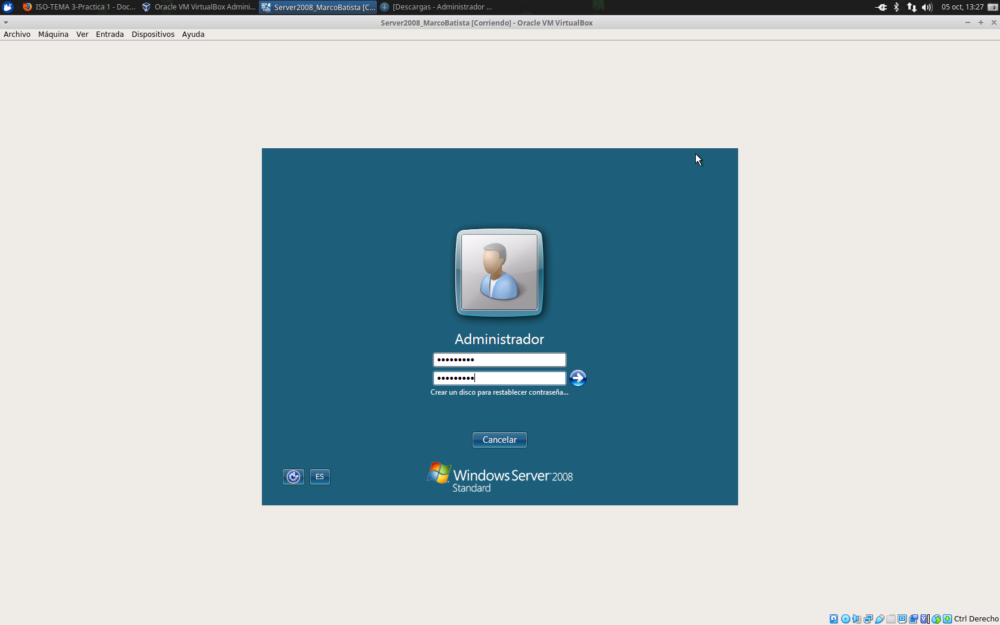 ISO-TEMA 3-Practica 1 - Doc... Oracle VM VirtualBox Admini... Server2008_MarcoBatista [C... [Descargas - Administrador ... 05 oct, 13:27
Server2008_MarcoBatista [Corriendo] - Oracle VM VirtualBox
Archivo Máquina Ver Entrada Dispositivos Ayuda
Administrador
Crear un disco para restablecer contraseña...
Cancelar
ES
Windows Server 2008
Standard
Ctrl Derecho